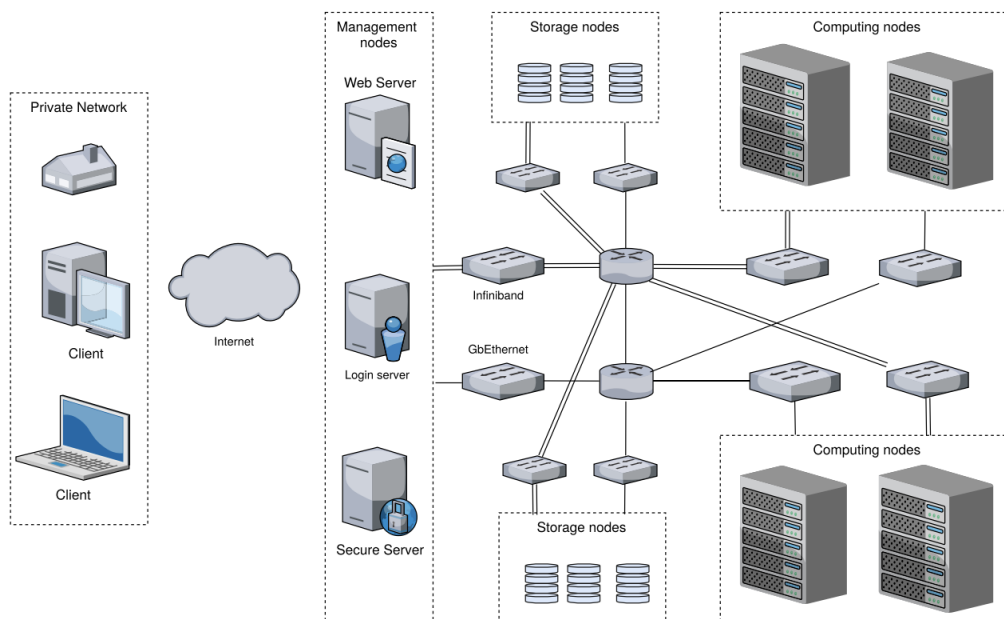 Private Network
Client
Client
Internet
Management
nodes
Web Server
Login server
Secure Server
Storage nodes
Computing nodes
Infiniband
GbEthernet
Storage nodes
Computing nodes